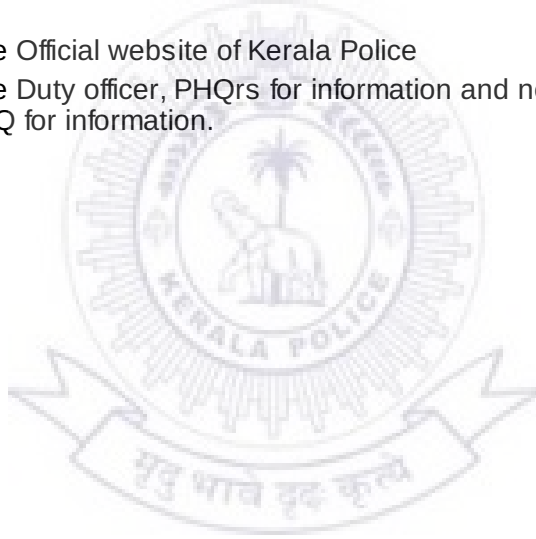 e Official website of Kerala Police
e Duty officer, PHQrs for information and ne
Q for information.
KERALA POLICE
मृदु भावे दृढ़ कृत्ये